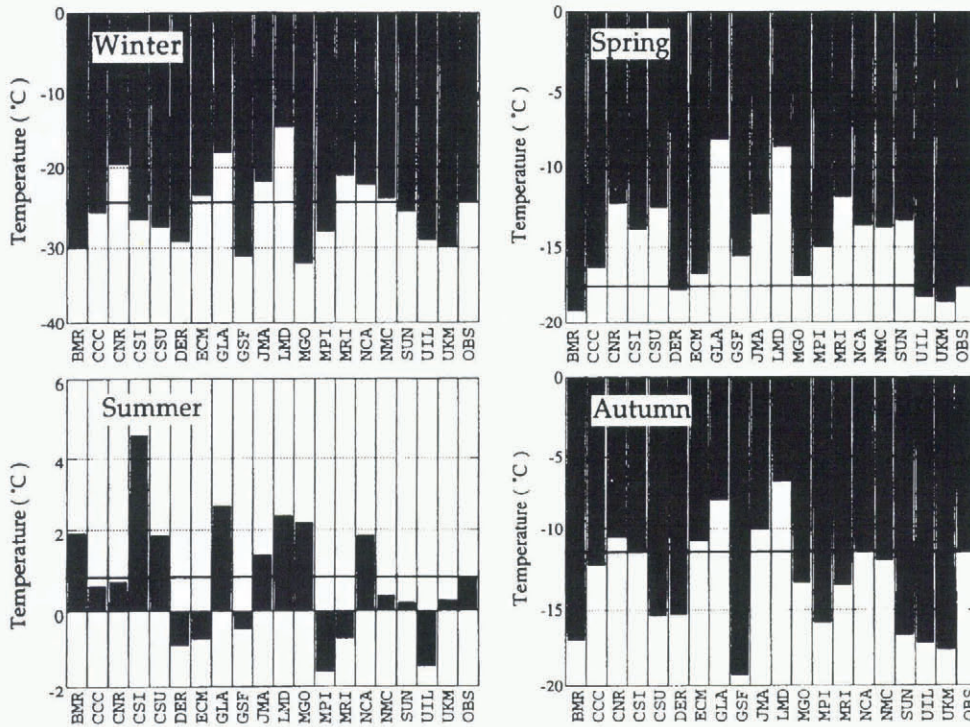 Winter
Temperature (°C)
0
-10
-20
-30
-40
BMR CCC CNR CSI CSU DER ECM GLA GSF JMA LMD MGO MPI MRI NCA NMC SUN UIL UKM OBS
Spring
Temperature (°C)
0
-5
-10
-15
-20
BMR CCC CNR CSI CSU DER ECM GLA GSF JMA LMD MGO MPI MRI NCA NMC SUN UIL UKM OBS
Summer
Temperature (°C)
6
4
2
0
-2
BMR CCC CNR CSI CSU DER ECM GLA GSF JMA LMD MGO MPI MRI NCA NMC SUN UIL UKM OBS
Autumn
Temperature (°C)
0
-5
-10
-15
-20
BMR CCC CNR CSI CSU DER ECM GLA GSF JMA LMD MGO MPI MRI NCA NMC SUN UIL UKM OBS